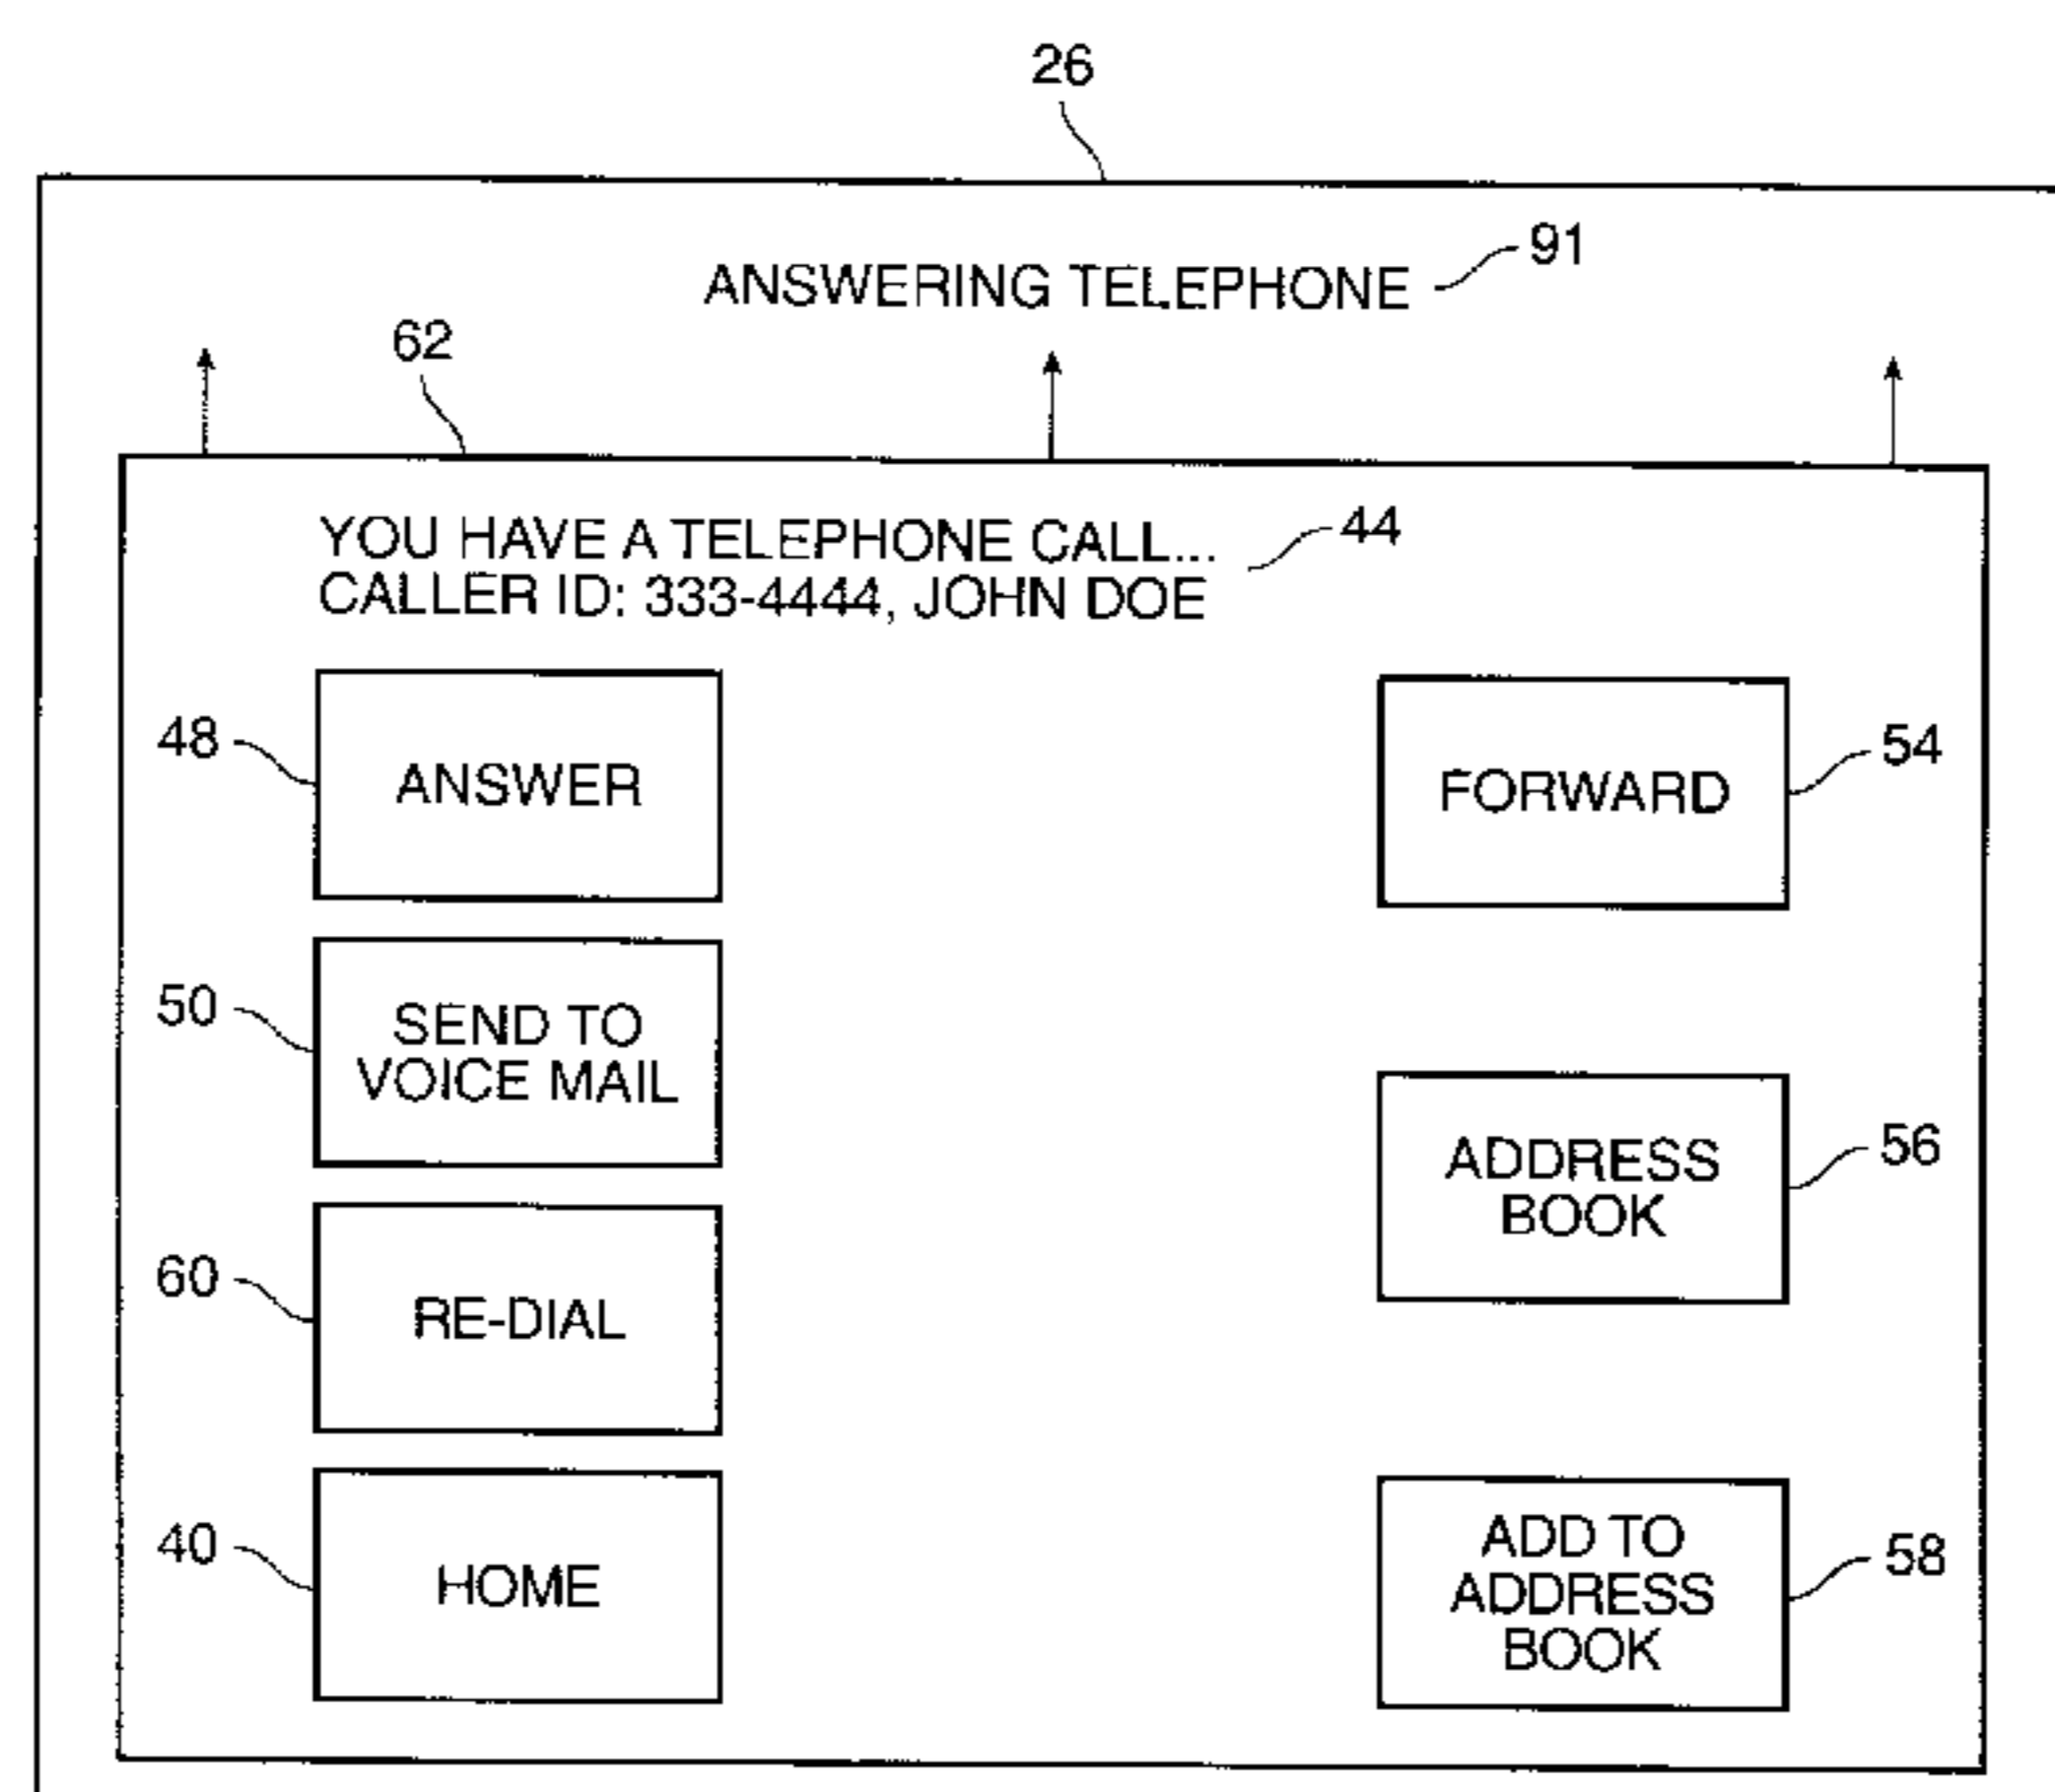 26
ANSWERING TELEPHONE 91
62
YOU HAVE A TELEPHONE CALL... 44
CALLER ID: 333-4444, JOHN DOE
48 ANSWER
FORWARD 54
50 SEND TO
VOICE MAIL
ADDRESS 56
BOOK
60 RE-DIAL
40 HOME
ADD TO
ADDRESS 58
BOOK